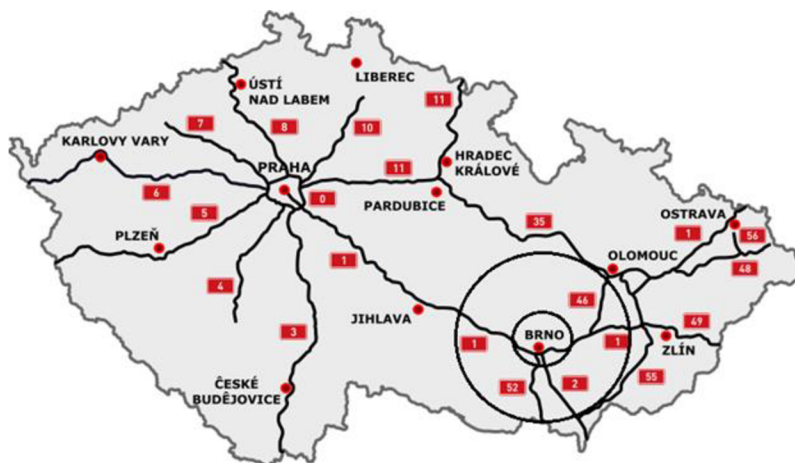 11
LIBEREC
ÚSTÍ
NAD LABEM
7
8
10
KARLOVY VARY
PRAHA
11
HRADEC
KRÁLOVÉ
6
0
PARDUBICE
5
35
OSTRAVA
1
56
PLZEŇ
1
OLOMOUC
48
4
46
3
JIHLAVA
49
1
BRNO
1
ZLÍN
52
2
55
ČESKÉ
BUDĚJOVICE